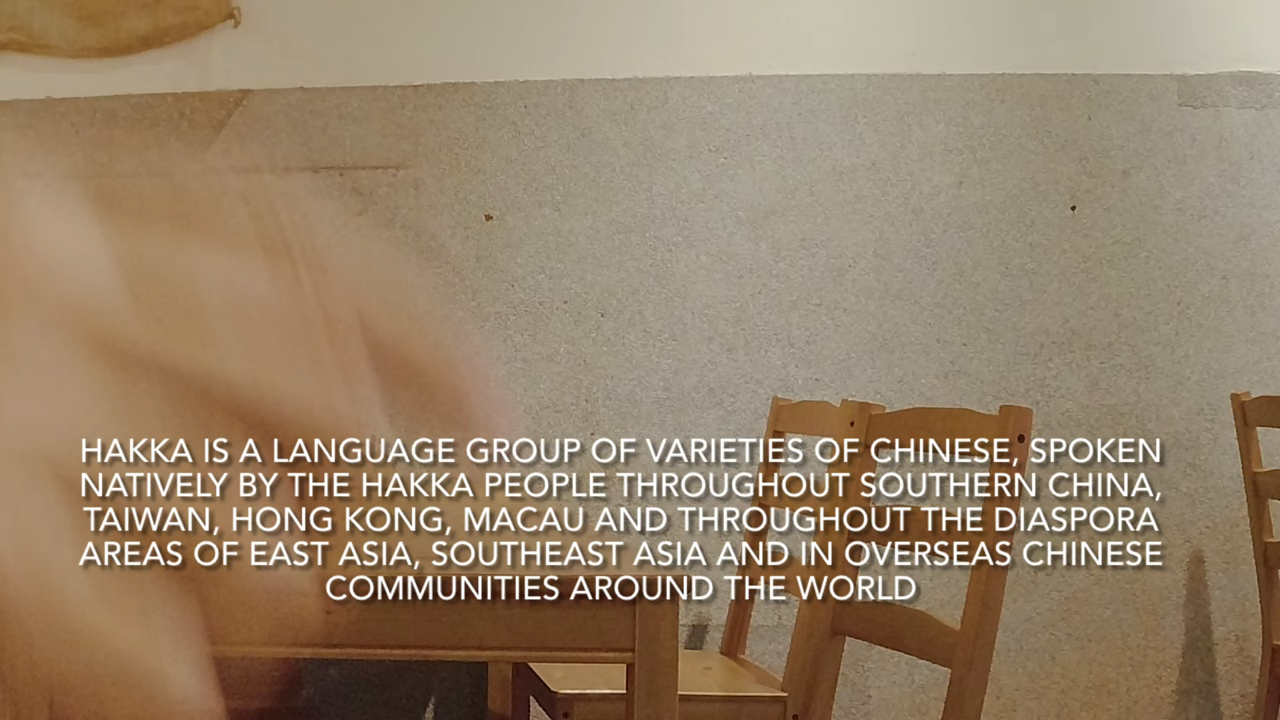 HAKKA IS A LANGUAGE GROUP OF VARIETIES OF CHINESE, SPOKEN
NATIVELY BY THE HAKKA PEOPLE THROUGHOUT SOUTHERN CHINA,
TAIWAN, HONG KONG, MACAU AND THROUGHOUT THE DIASPORA
AREAS OF EAST ASIA, SOUTHEAST ASIA AND IN OVERSEAS CHINESE
COMMUNITIES AROUND THE WORLD